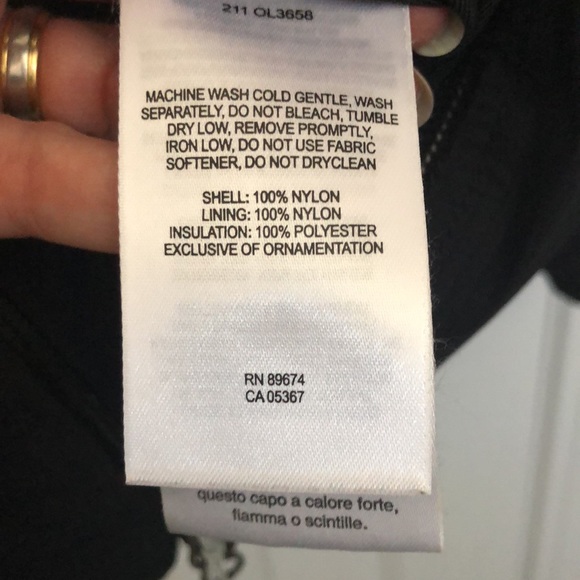 211 OL3658
MACHINE WASH COLD GENTLE, WASH
SEPARATELY, DO NOT BLEACH, TUMBLE
DRY LOW, REMOVE PROMPTLY,
IRON LOW, DO NOT USE FABRIC
SOFTENER, DO NOT DRYCLEAN
SHELL: 100% NYLON
LINING: 100% NYLON
INSULATION: 100% POLYESTER
EXCLUSIVE OF ORNAMENTATION
RN 89674
CA 05367
questo capo a calore forte,
fiamma o scintille.